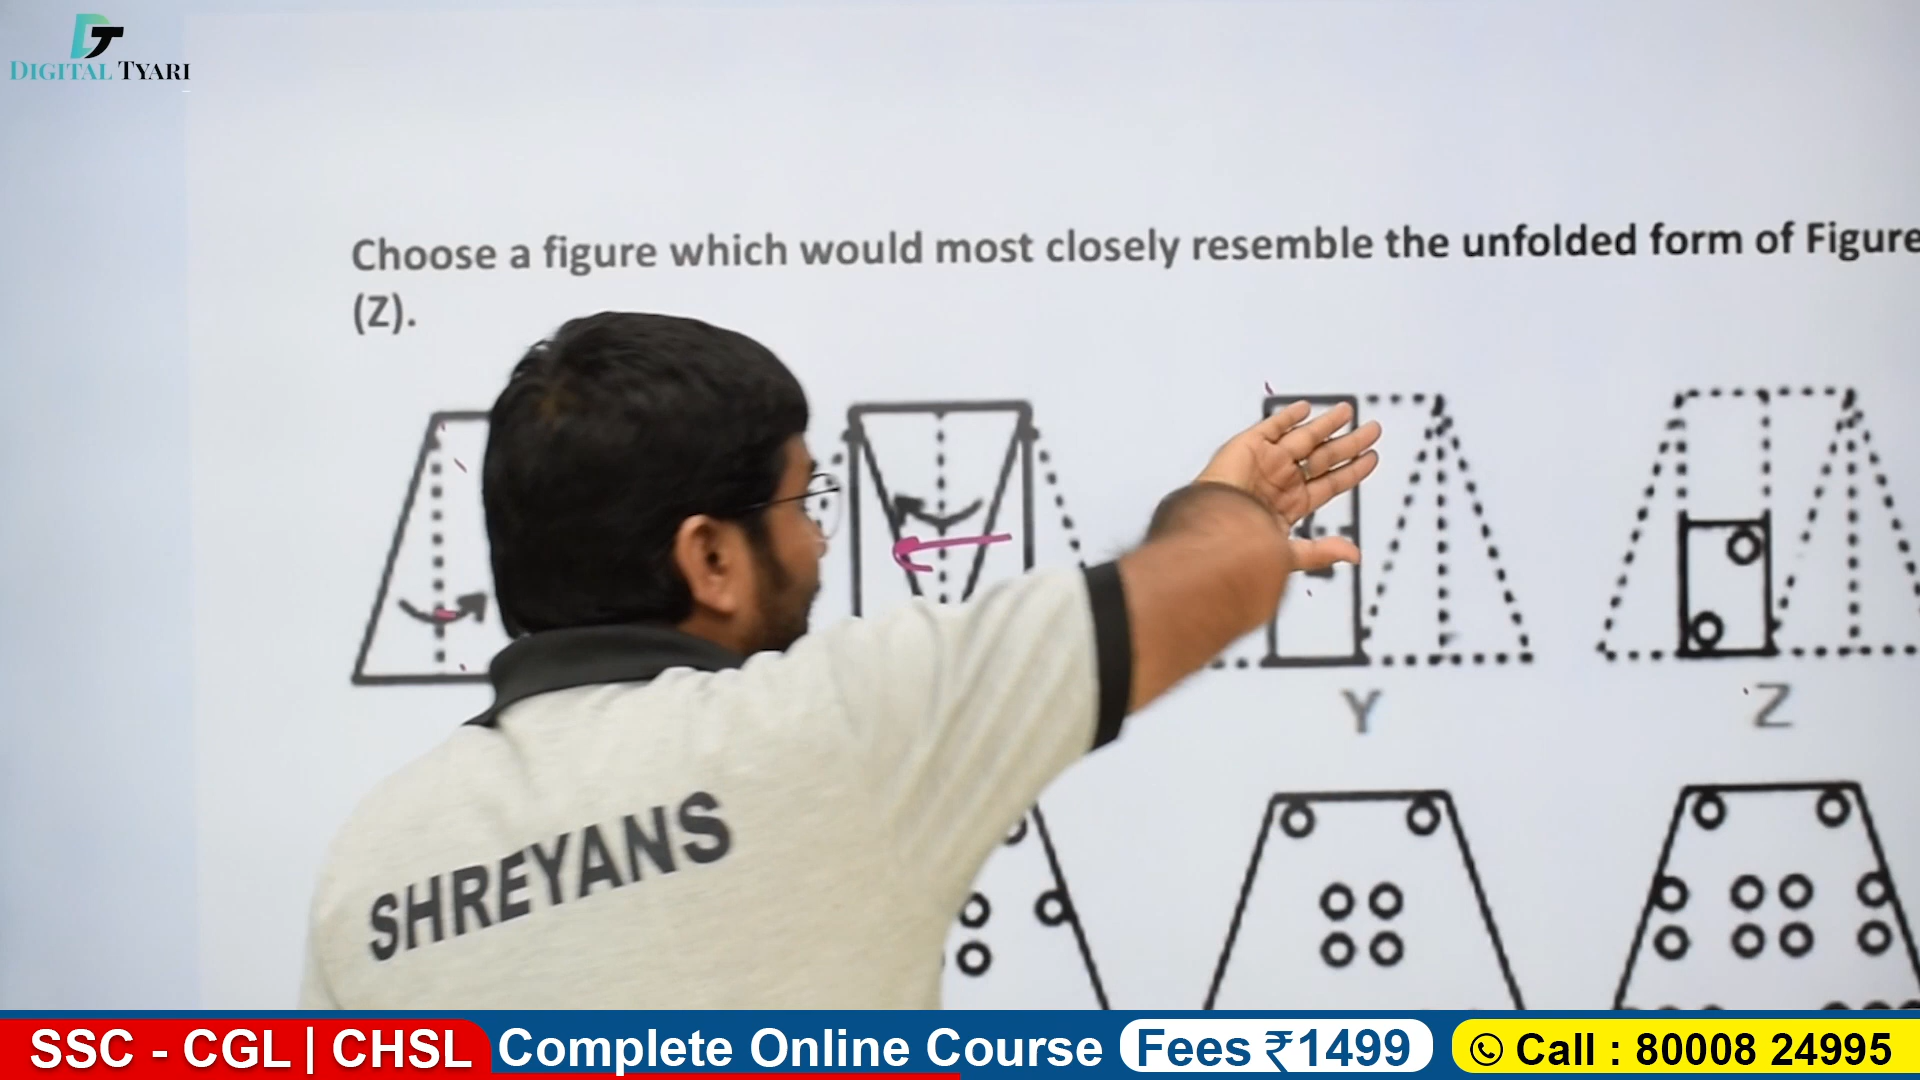 DT
DIGITAL TYARI
Choose a figure which would most closely resemble the unfolded form of Figure
(Z).
Y
Z
SHREYANS
SSC - CGL | CHSL Complete Online Course Fees ₹1499 Call : 80008 24995